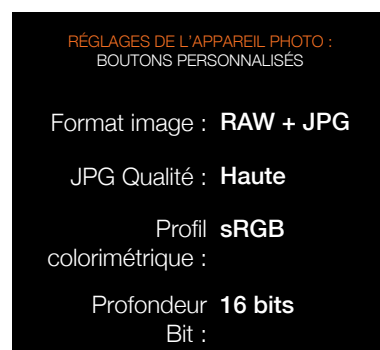 RÉGLAGES DE L'APPAREIL PHOTO :
BOUTONS PERSONNALISÉS
Format image : RAW + JPG
JPG Qualité : Haute
Profil sRGB
colorimétrique :
Profondeur 16 bits
Bit :